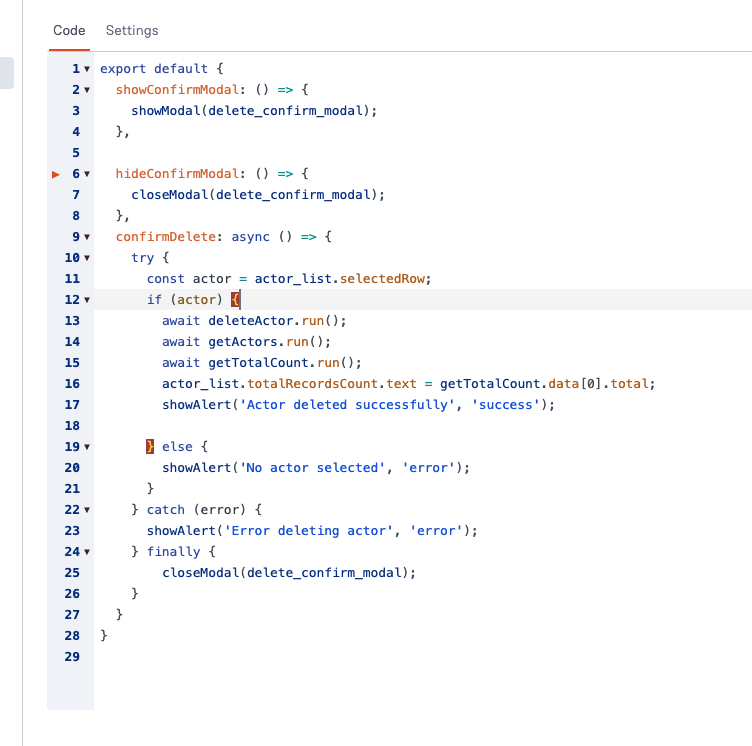 Code Settings
1 export default {
2   showConfirmModal: () => {
3     showModal(delete_confirm_modal);
4   },
5
6   hideConfirmModal: () => {
7     closeModal(delete_confirm_modal);
8   },
9   confirmDelete: async () => {
10     try {
11       const actor = actor_list.selectedRow;
12       if (actor) {
13         await deleteActor.run();
14         await getActors.run();
15         await getTotalCount.run();
16         actor_list.totalRecordsCount.text = getTotalCount.data[0].total;
17         showAlert('Actor deleted successfully', 'success');
18
19       } else {
20         showAlert('No actor selected', 'error');
21       }
22     } catch (error) {
23       showAlert('Error deleting actor', 'error');
24     } finally {
25         closeModal(delete_confirm_modal);
26     }
27   }
28 }
29